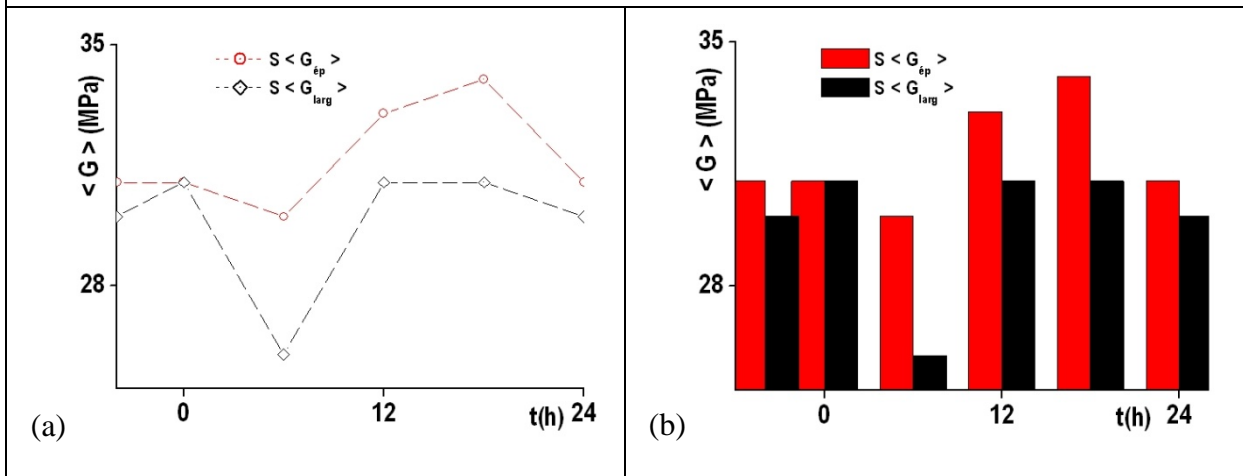 35
S < G_ép >
S < G_larg >
< G > (MPa)
28
0
12
t(h)
24
(a)
35
S < G_ép >
S < G_larg >
< G > (MPa)
28
0
12
t(h)
24
(b)